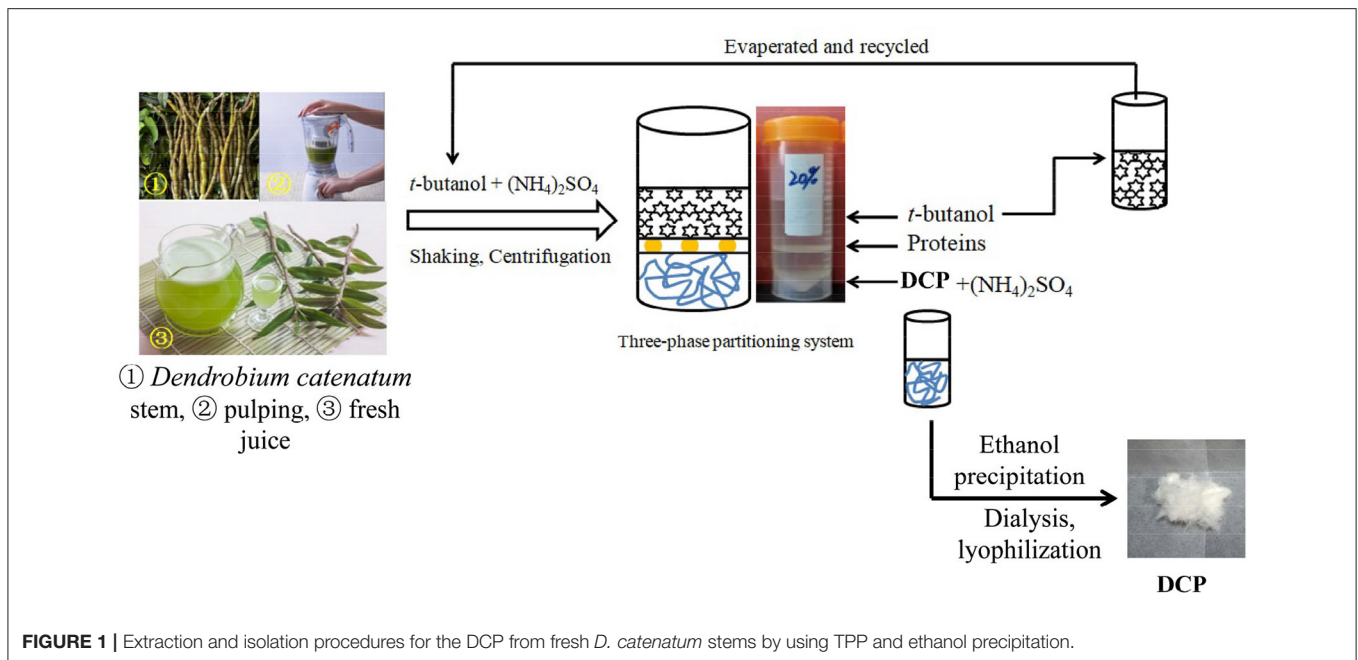 Evaperated and recycled
①
②
③
20%
t-butanol + (NH₄)₂SO₄
Shaking, Centrifugation
t-butanol
Proteins
DCP +(NH₄)₂SO₄
Three-phase partitioning system
① Dendrobium catenatum
stem, ② pulping, ③ fresh
juice
Ethanol
precipitation
Dialysis,
lyophilization
DCP
FIGURE 1 | Extraction and isolation procedures for the DCP from fresh D. catenatum stems by using TPP and ethanol precipitation.